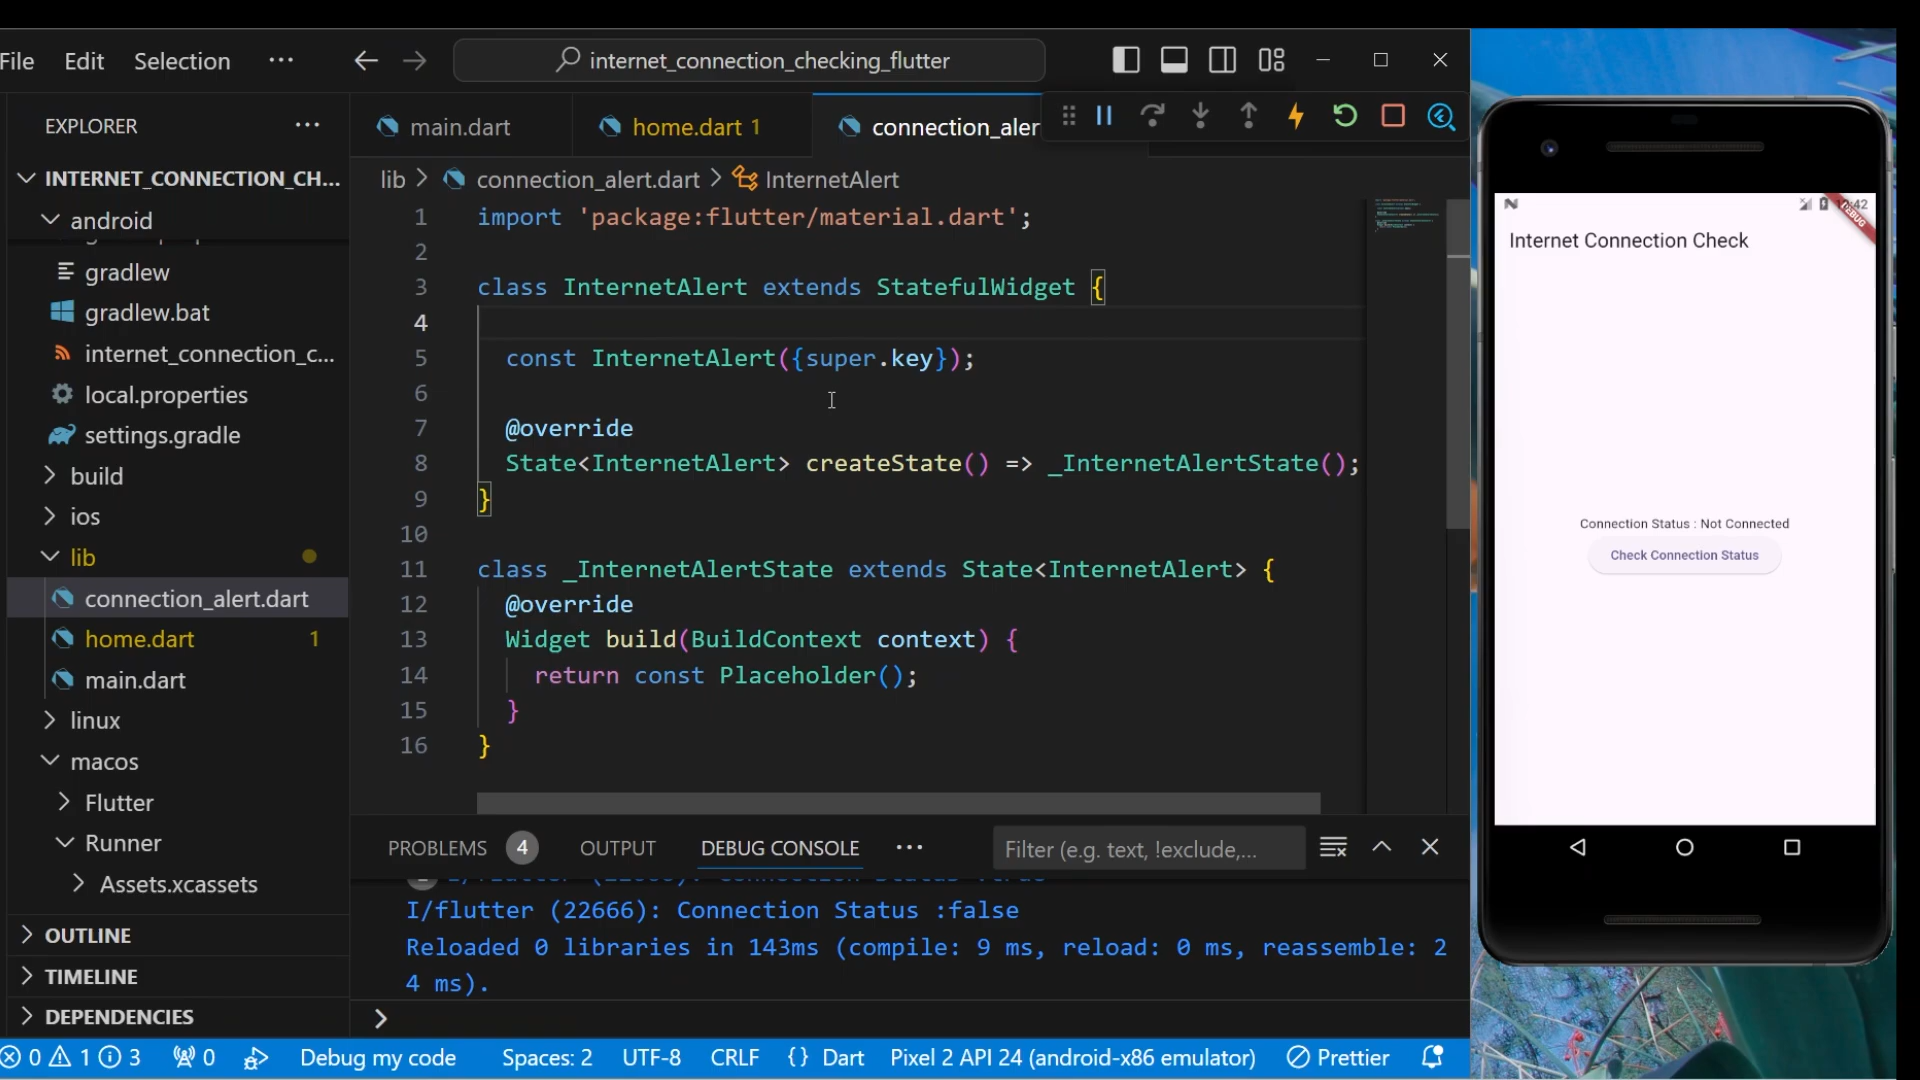 File Edit Selection ··· internet_connection_checking_flutter
EXPLORER ···
INTERNET_CONNECTION_CH...
android
gradlew
gradlew.bat
internet_connection_c...
local.properties
settings.gradle
build
ios
lib
connection_alert.dart
home.dart 1
main.dart
linux
macos
Flutter
Runner
Assets.xcassets
OUTLINE
TIMELINE
DEPENDENCIES
main.dart home.dart 1 connection_aler
lib > connection_alert.dart > InternetAlert
1 import 'package:flutter/material.dart';
2
3 class InternetAlert extends StatefulWidget {
4
5 const InternetAlert({super.key});
6
7 @override
8 State<InternetAlert> createState() => _InternetAlertState();
9 }
10
11 class _InternetAlertState extends State<InternetAlert> {
12 @override
13 Widget build(BuildContext context) {
14 return const Placeholder();
15 }
16 }
PROBLEMS 4 OUTPUT DEBUG CONSOLE ··· Filter (e.g. text, !exclude,...
I/flutter (22666): Connection Status :false
Reloaded 0 libraries in 143ms (compile: 9 ms, reload: 0 ms, reassemble: 2
4 ms).
>
0 1 3 0 Debug my code Spaces: 2 UTF-8 CRLF {} Dart Pixel 2 API 24 (android-x86 emulator) Prettier
DEBUG
Internet Connection Check
Connection Status : Not Connected
Check Connection Status